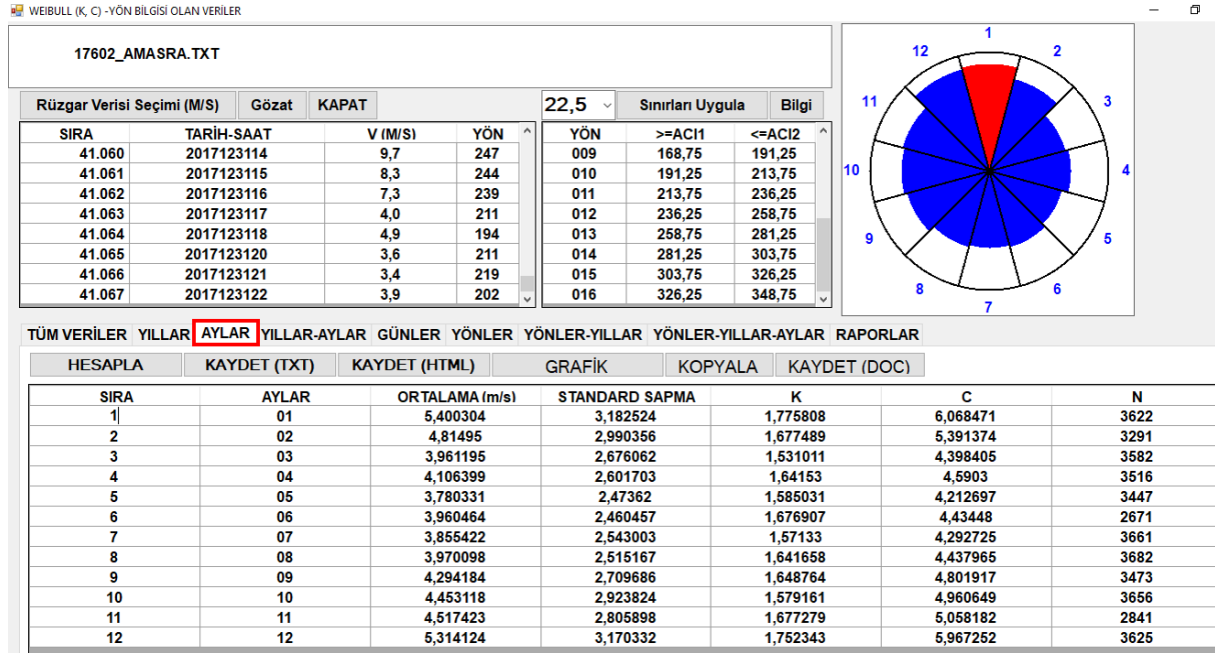 WEIBULL (K, C) -YÖN BİLGİSİ OLAN VERİLER
17602_AMASRA.TXT
Rüzgar Verisi Seçimi (M/S) Gözat KAPAT 22,5 Sınırları Uygula Bilgi
SIRA TARİH-SAAT V (M/S) YÖN
41.060 2017123114 9,7 247
41.061 2017123115 8,3 244
41.062 2017123116 7,3 239
41.063 2017123117 4,0 211
41.064 2017123118 4,9 194
41.065 2017123120 3,6 211
41.066 2017123121 3,4 219
41.067 2017123122 3,9 202
YÖN >=ACI1 <=ACI2
009 168,75 191,25
010 191,25 213,75
011 213,75 236,25
012 236,25 258,75
013 258,75 281,25
014 281,25 303,75
015 303,75 326,25
016 326,25 348,75
1
2
3
4
5
6
7
8
9
10
11
12
TÜM VERİLER YILLAR AYLAR YILLAR-AYLAR GÜNLER YÖNLER YÖNLER-YILLAR YÖNLER-YILLAR-AYLAR RAPORLAR
HESAPLA KAYDET (TXT) KAYDET (HTML) GRAFİK KOPYALA KAYDET (DOC)
SIRA AYLAR ORTALAMA (m/s) STANDARD SAPMA K C N
1 01 5,400304 3,182524 1,775808 6,068471 3622
2 02 4,81495 2,990356 1,677489 5,391374 3291
3 03 3,961195 2,676062 1,531011 4,398405 3582
4 04 4,106399 2,601703 1,64153 4,5903 3516
5 05 3,780331 2,47362 1,585031 4,212697 3447
6 06 3,960464 2,460457 1,676907 4,43448 2671
7 07 3,855422 2,543003 1,57133 4,292725 3661
8 08 3,970098 2,515167 1,641658 4,437965 3682
9 09 4,294184 2,709686 1,648764 4,801917 3473
10 10 4,453118 2,923824 1,579161 4,960649 3656
11 11 4,517423 2,805898 1,677279 5,058182 2841
12 12 5,314124 3,170332 1,752343 5,967252 3625